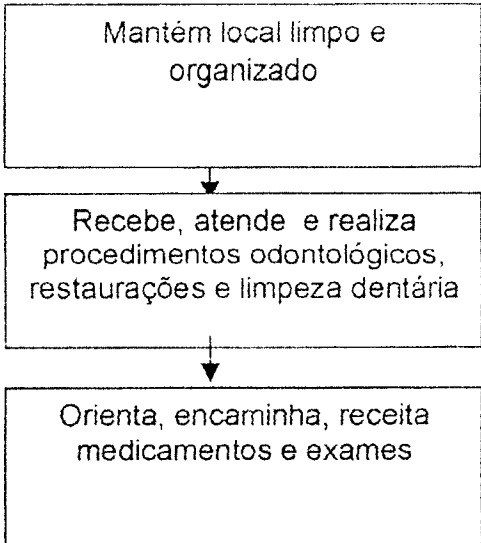 Mantém local limpo e
organizado
Recebe, atende e realiza
procedimentos odontológicos,
restaurações e limpeza dentária
Orienta, encaminha, receita
medicamentos e exames